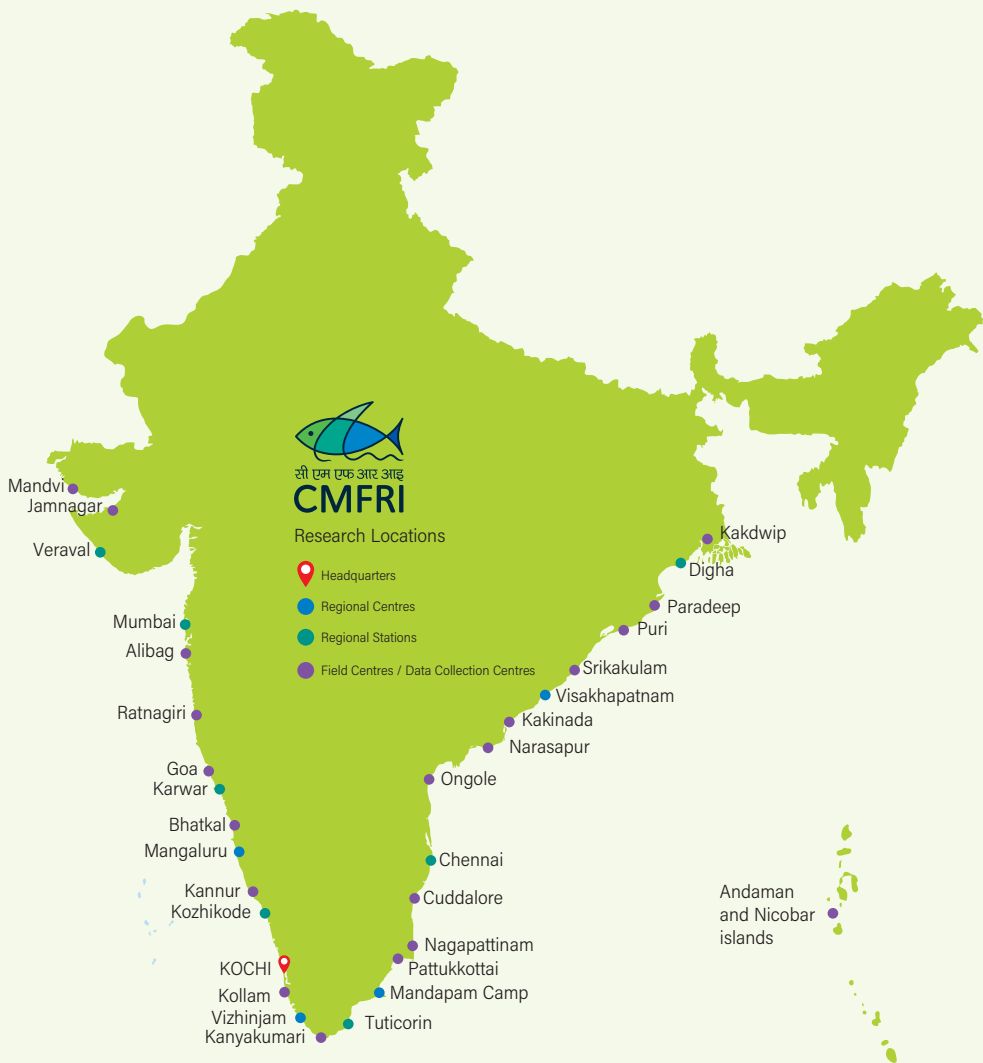 सी एम एफ आर आइ
CMFRI
Research Locations
Headquarters
Regional Centres
Regional Stations
Field Centres / Data Collection Centres
Mandvi
Jamnagar
Veraval
Mumbai
Alibag
Ratnagiri
Goa
Karwar
Bhatkal
Mangaluru
Kannur
Kozhikode
KOCHI
Kollam
Vizhinjam
Kanyakumari
Kakdwip
Digha
Paradeep
Puri
Srikakulam
Visakhapatnam
Kakinada
Narasapur
Ongole
Chennai
Cuddalore
Nagapattinam
Pattukkottai
Mandapam Camp
Tuticorin
Andaman
and Nicobar
islands